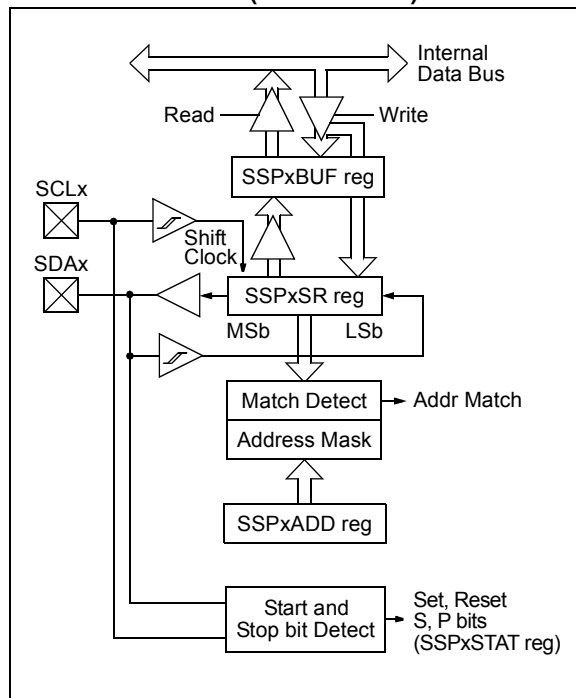 Internal
Data Bus
Read
Write
SSPxBUF reg
SCLx
Shift
Clock
SDAx
SSPxSR reg
MSb
LSb
Match Detect
Addr Match
Address Mask
SSPxADD reg
Start and
Stop bit Detect
Set, Reset
S, P bits
(SSPxSTAT reg)